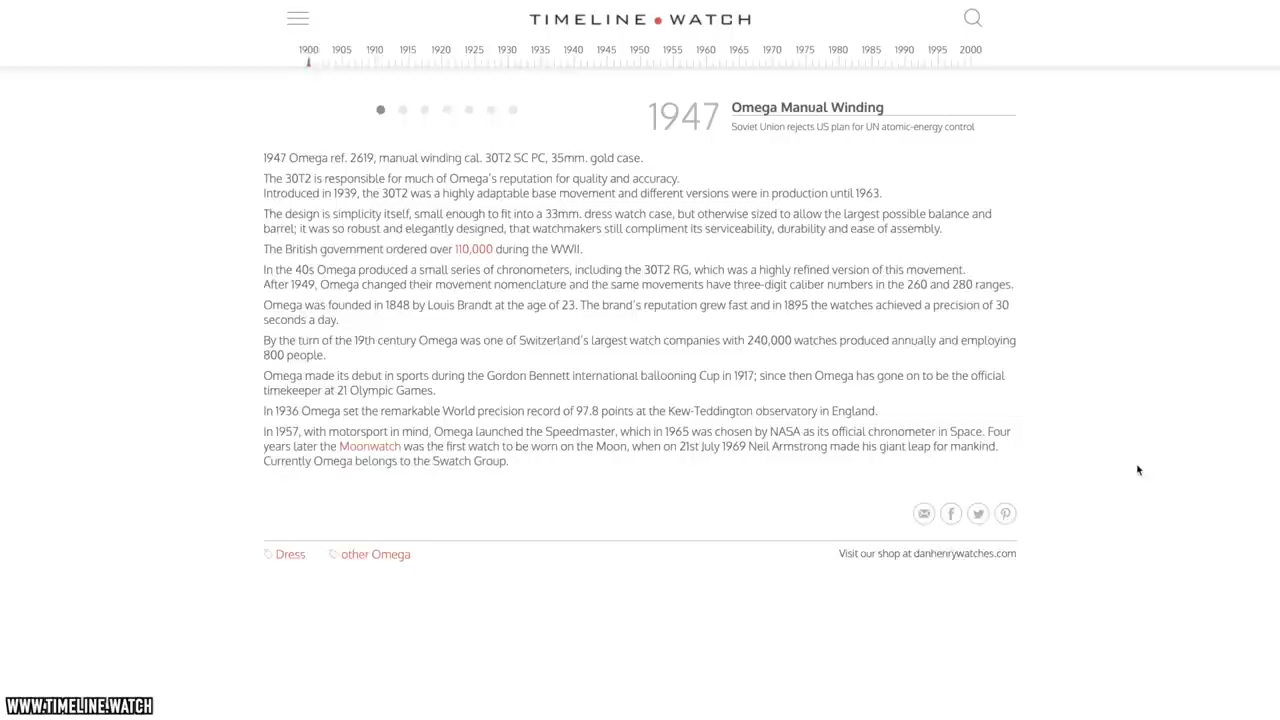 TIMELINE WATCH
1900 1905 1910 1915 1920 1925 1930 1935 1940 1945 1950 1955 1960 1965 1970 1975 1980 1985 1990 1995 2000
1947 Omega Manual Winding
Soviet Union rejects US plan for UN atomic-energy control
1947 Omega ref. 2619, manual winding cal. 30T2 SC PC, 35mm. gold case.
The 30T2 is responsible for much of Omega's reputation for quality and accuracy.
Introduced in 1939, the 30T2 was a highly adaptable base movement and different versions were in production until 1963.
The design is simplicity itself, small enough to fit into a 33mm. dress watch case, but otherwise sized to allow the largest possible balance and
barrel; it was so robust and elegantly designed, that watchmakers still compliment its serviceability, durability and ease of assembly.
The British government ordered over 110,000 during the WWII.
In the 40s Omega produced a small series of chronometers, including the 30T2 RG, which was a highly refined version of this movement.
After 1949, Omega changed their movement nomenclature and the same movements have three-digit caliber numbers in the 260 and 280 ranges.
Omega was founded in 1848 by Louis Brandt at the age of 23. The brand's reputation grew fast and in 1895 the watches achieved a precision of 30
seconds a day.
By the turn of the 19th century Omega was one of Switzerland's largest watch companies with 240,000 watches produced annually and employing
800 people.
Omega made its debut in sports during the Gordon Bennett international ballooning Cup in 1917; since then Omega has gone on to be the official
timekeeper at 21 Olympic Games.
In 1936 Omega set the remarkable World precision record of 97.8 points at the Kew-Teddington observatory in England.
In 1957, with motorsport in mind, Omega launched the Speedmaster, which in 1965 was chosen by NASA as its official chronometer in Space. Four
years later the Moonwatch was the first watch to be worn on the Moon, when on 21st July 1969 Neil Armstrong made his giant leap for mankind.
Currently Omega belongs to the Swatch Group.
Dress other Omega Visit our shop at danhenrywatches.com
WWW.TIMELINE.WATCH